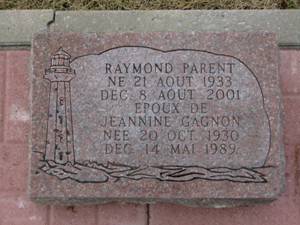 RAYMOND PARENT
NE 21 AOUT 1933
DEC. 8 AOUT 2001
EPOUX DE
JEANNINE GAGNON
NEE 20 OCT. 1930
DEC. 14 MAI 1989